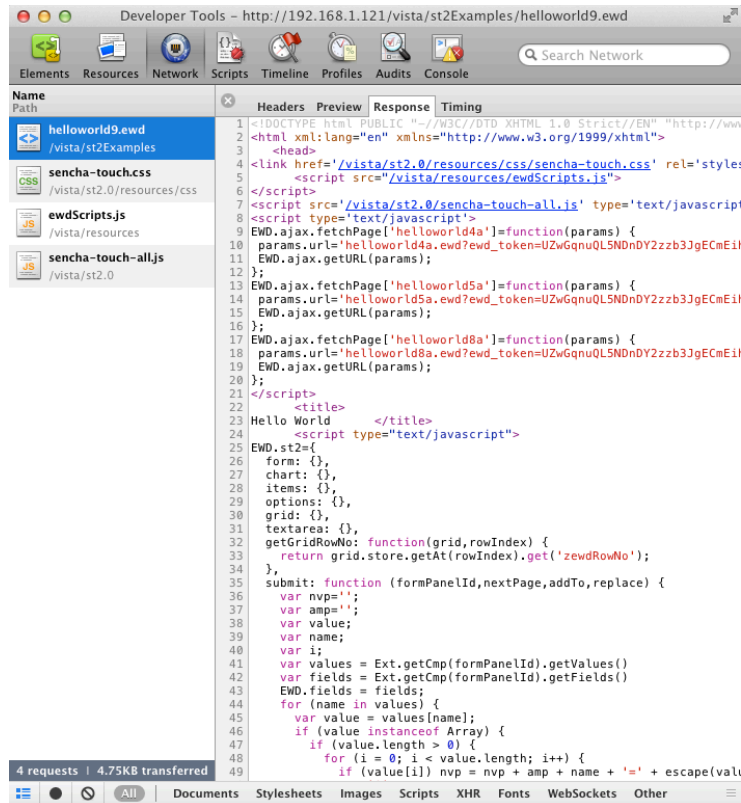 Developer Tools – http://192.168.1.121/vista/st2Examples/helloworld9.ewd
Elements Resources Network Scripts Timeline Profiles Audits Console
Search Network
Name
Path
helloworld9.ewd
/vista/st2Examples
sencha-touch.css
/vista/st2.0/resources/css
ewdScripts.js
/vista/resources
sencha-touch-all.js
/vista/st2.0
4 requests | 4.75KB transferred
Headers Preview Response Timing
1 <!DOCTYPE html PUBLIC "-//W3C//DTD XHTML 1.0 Strict//EN" "http://www
2 <html xml:lang="en" xmlns="http://www.w3.org/1999/xhtml">
3 <head>
4 <link href='/vista/st2.0/resources/css/sencha-touch.css' rel='styles
5 <script src="/vista/resources/ewdScripts.js">
6 </script>
7 <script src='/vista/st2.0/sencha-touch-all.js' type='text/javascript
8 <script type='text/javascript'>
9 EWD.ajax.fetchPage['helloworld4a']=function(params) {
10 params.url='helloworld4a.ewd?ewd_token=UZwGqnuQL5NDnDY2zzb3JgECmEih
11 EWD.ajax.getURL(params);
12 };
13 EWD.ajax.fetchPage['helloworld5a']=function(params) {
14 params.url='helloworld5a.ewd?ewd_token=UZwGqnuQL5NDnDY2zzb3JgECmEih
15 EWD.ajax.getURL(params);
16 };
17 EWD.ajax.fetchPage['helloworld8a']=function(params) {
18 params.url='helloworld8a.ewd?ewd_token=UZwGqnuQL5NDnDY2zzb3JgECmEih
19 EWD.ajax.getURL(params);
20 };
21 </script>
22 <title>
23 Hello World </title>
24 <script type="text/javascript">
25 EWD.st2={
26 form: {},
27 chart: {},
28 items: {},
29 options: {},
30 grid: {},
31 textarea: {},
32 getGridRowNo: function(grid,rowIndex) {
33 return grid.store.getAt(rowIndex).get('zewdRowNo');
34 },
35 submit: function (formPanelId,nextPage,addTo,replace) {
36 var nvp='';
37 var amp='';
38 var value;
39 var name;
40 var i;
41 var values = Ext.getCmp(formPanelId).getValues()
42 var fields = Ext.getCmp(formPanelId).getFields()
43 EWD.fields = fields;
44 for (name in values) {
45 var value = values[name];
46 if (value instanceof Array) {
47 if (value.length > 0) {
48 for (i = 0; i < value.length; i++) {
49 if (value[i]) nvp = nvp + amp + name + '=' + escape(valu
All Documents Stylesheets Images Scripts XHR Fonts WebSockets Other